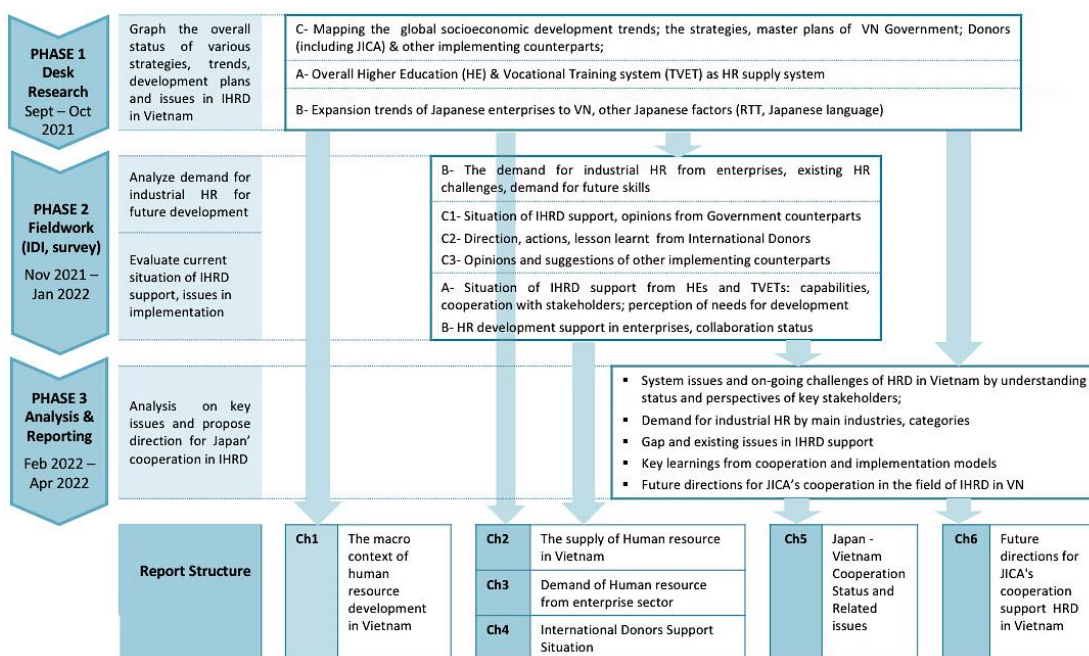 PHASE 1
Desk
Research
Sept – Oct
2021
Graph the overall
status of various
strategies, trends,
development plans
and issues in IHRD
in Vietnam
C- Mapping the global socioeconomic development trends; the strategies, master plans of VN Government; Donors
(including JICA) & other implementing counterparts;
A- Overall Higher Education (HE) & Vocational Training system (TVET) as HR supply system
B- Expansion trends of Japanese enterprises to VN, other Japanese factors (RTT, Japanese language)
PHASE 2
Fieldwork
(IDI, survey)
Nov 2021 –
Jan 2022
Analyze demand for
industrial HR for
future development
Evaluate current
situation of IHRD
support, issues in
implementation
B- The demand for industrial HR from enterprises, existing HR
challenges, demand for future skills
C1- Situation of IHRD support, opinions from Government counterparts
C2- Direction, actions, lesson learnt from International Donors
C3- Opinions and suggestions of other implementing counterparts
A- Situation of IHRD support from HEs and TVETs: capabilities,
cooperation with stakeholders; perception of needs for development
B- HR development support in enterprises, collaboration status
PHASE 3
Analysis &
Reporting
Feb 2022 –
Apr 2022
Analysis on key
issues and propose
direction for Japan’
cooperation in IHRD
▪ System issues and on-going challenges of HRD in Vietnam by understanding
status and perspectives of key stakeholders;
▪ Demand for industrial HR by main industries, categories
▪ Gap and existing issues in IHRD support
▪ Key learnings from cooperation and implementation models
▪ Future directions for JICA’s cooperation in the field of IHRD in VN
Report Structure
Ch1
The macro
context of
human
resource
development
in Vietnam
Ch2
The supply of Human resource
in Vietnam
Ch3
Demand of Human resource
from enterprise sector
Ch4
International Donors Support
Situation
Ch5
Japan -
Vietnam
Cooperation
Status and
Related
issues
Ch6
Future
directions for
JICA's
cooperation
support HRD
in Vietnam